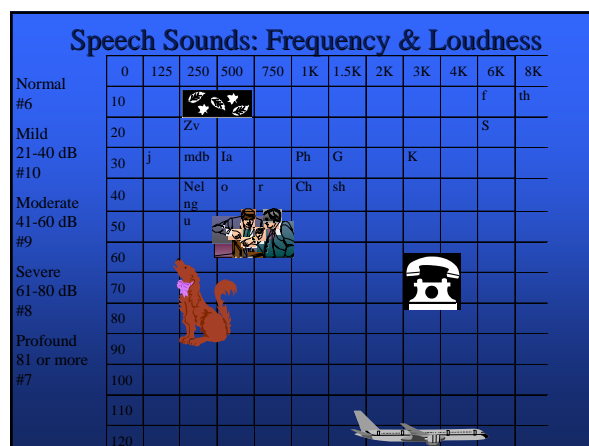 Speech Sounds: Frequency & Loudness
Normal
#6
Mild
21-40 dB
#10
Moderate
41-60 dB
#9
Severe
61-80 dB
#8
Profound
81 or more
#7
0 125 250 500 750 1K 1.5K 2K 3K 4K 6K 8K
10 f th
20 Zv S
30 j mdb Ia Ph G K
40 Nel o r Ch sh
ng
50 u
60
70
80
90
100
110
120